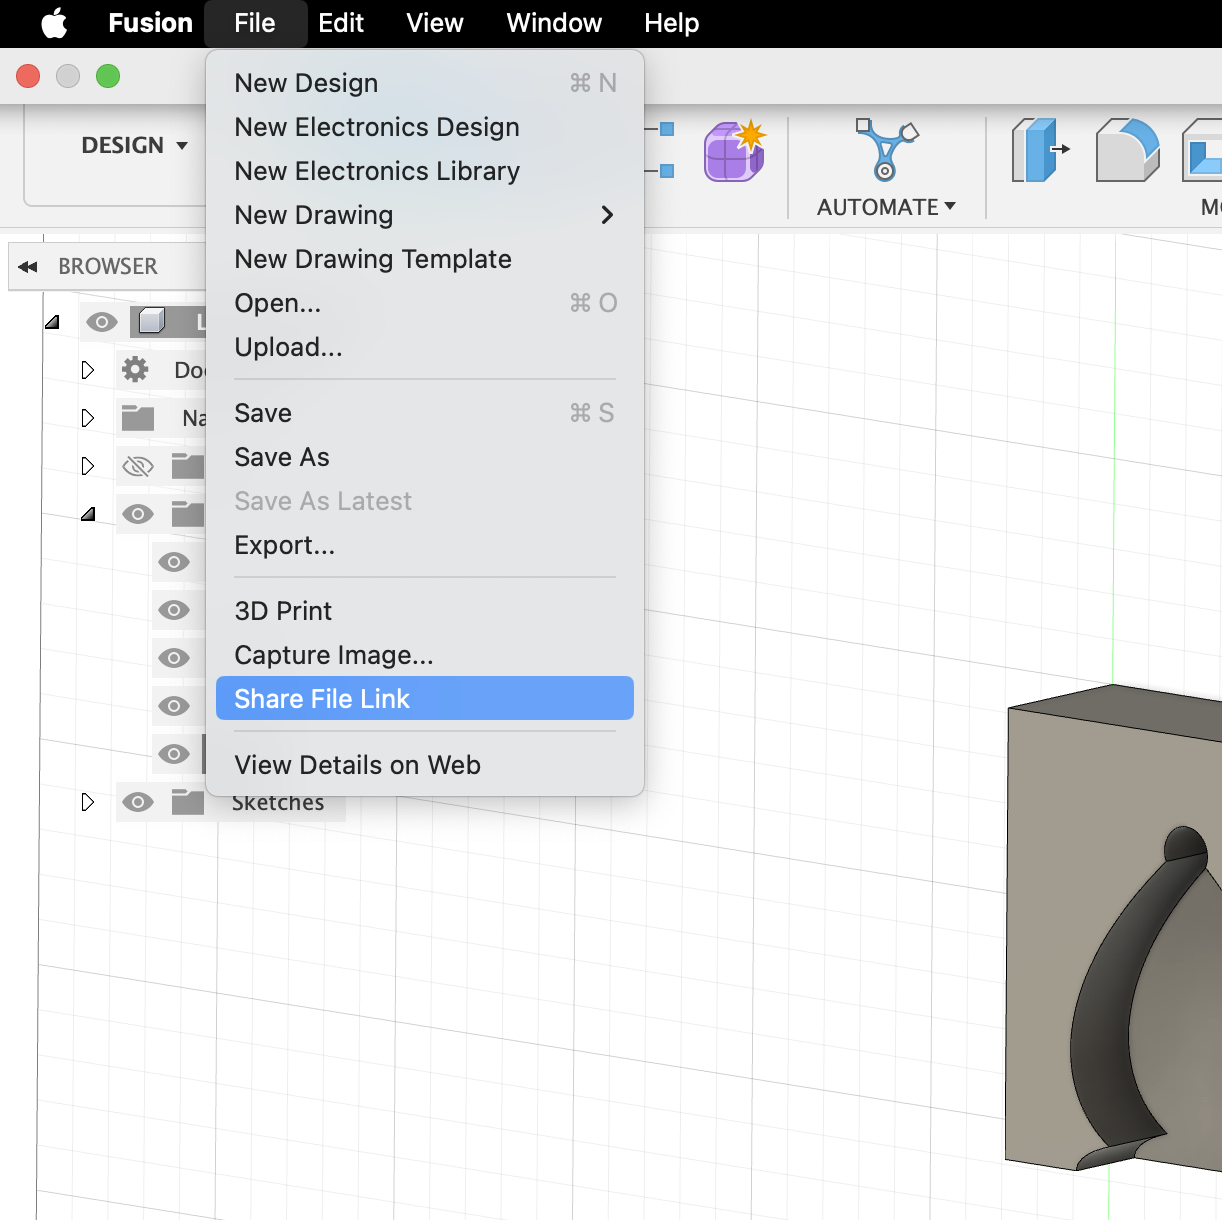 Fusion File Edit View Window Help
New Design ⌘ N
New Electronics Design
DESIGN
New Electronics Library
New Drawing
AUTOMATE
New Drawing Template
BROWSER
Open... ⌘ O
Upload...
Save ⌘ S
Save As
Save As Latest
Export...
3D Print
Capture Image...
Share File Link
View Details on Web
Sketches